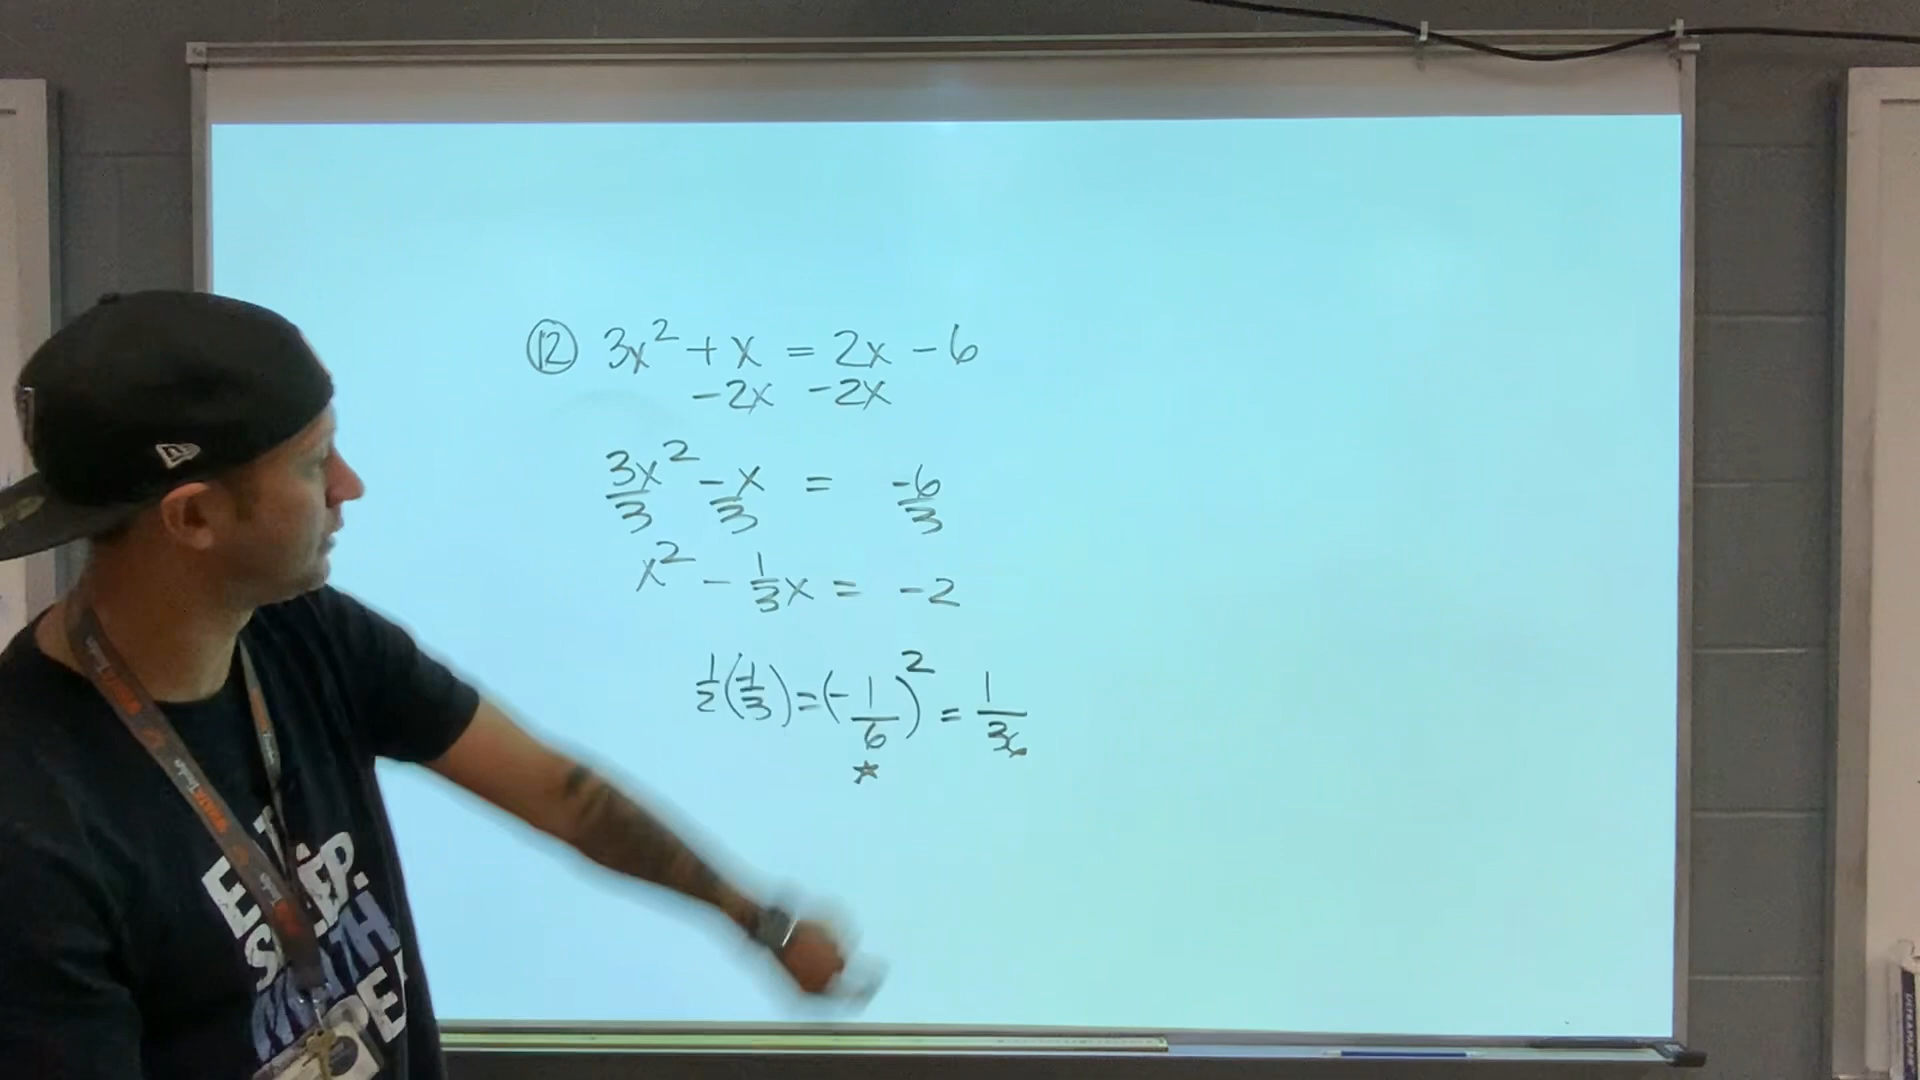 ⑫ 3x² + x = 2x - 6
-2x -2x
3x²/3 - x/3 = -6/3
x² - 1/3 x = -2
1/2 (-1/3) = (- 1/6)² = 1/36
★